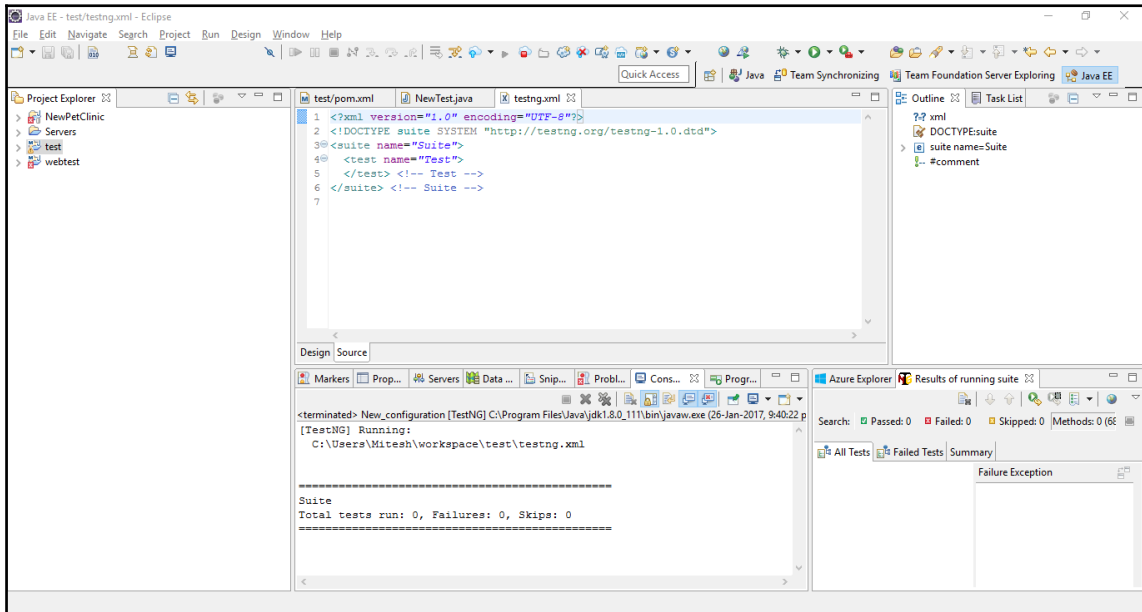 Java EE - test/testng.xml - Eclipse
File Edit Navigate Search Project Run Design Window Help
Quick Access Java Team Synchronizing Team Foundation Server Exploring Java EE
Project Explorer
NewPetClinic
Servers
test
webtest
test/pom.xml NewTest.java testng.xml
1 <?xml version="1.0" encoding="UTF-8"?>
2 <!DOCTYPE suite SYSTEM "http://testng.org/testng-1.0.dtd">
3 <suite name="Suite">
4 <test name="Test">
5 </test> <!-- Test -->
6 </suite> <!-- Suite -->
7
Design Source
Outline Task List
?-? xml
DOCTYPE:suite
suite name=Suite
#comment
Markers Prop... Servers Data ... Snip... Probl... Cons... Progr...
<terminated> New_configuration [TestNG] C:\Program Files\Java\jdk1.8.0_111\bin\javaw.exe (26-Jan-2017, 9:40:22 p
[TestNG] Running:
C:\Users\Mitesh\workspace\test\testng.xml
===============================================
Suite
Total tests run: 0, Failures: 0, Skips: 0
===============================================
Azure Explorer Results of running suite
Search: Passed: 0 Failed: 0 Skipped: 0 Methods: 0 (68
All Tests Failed Tests Summary
Failure Exception